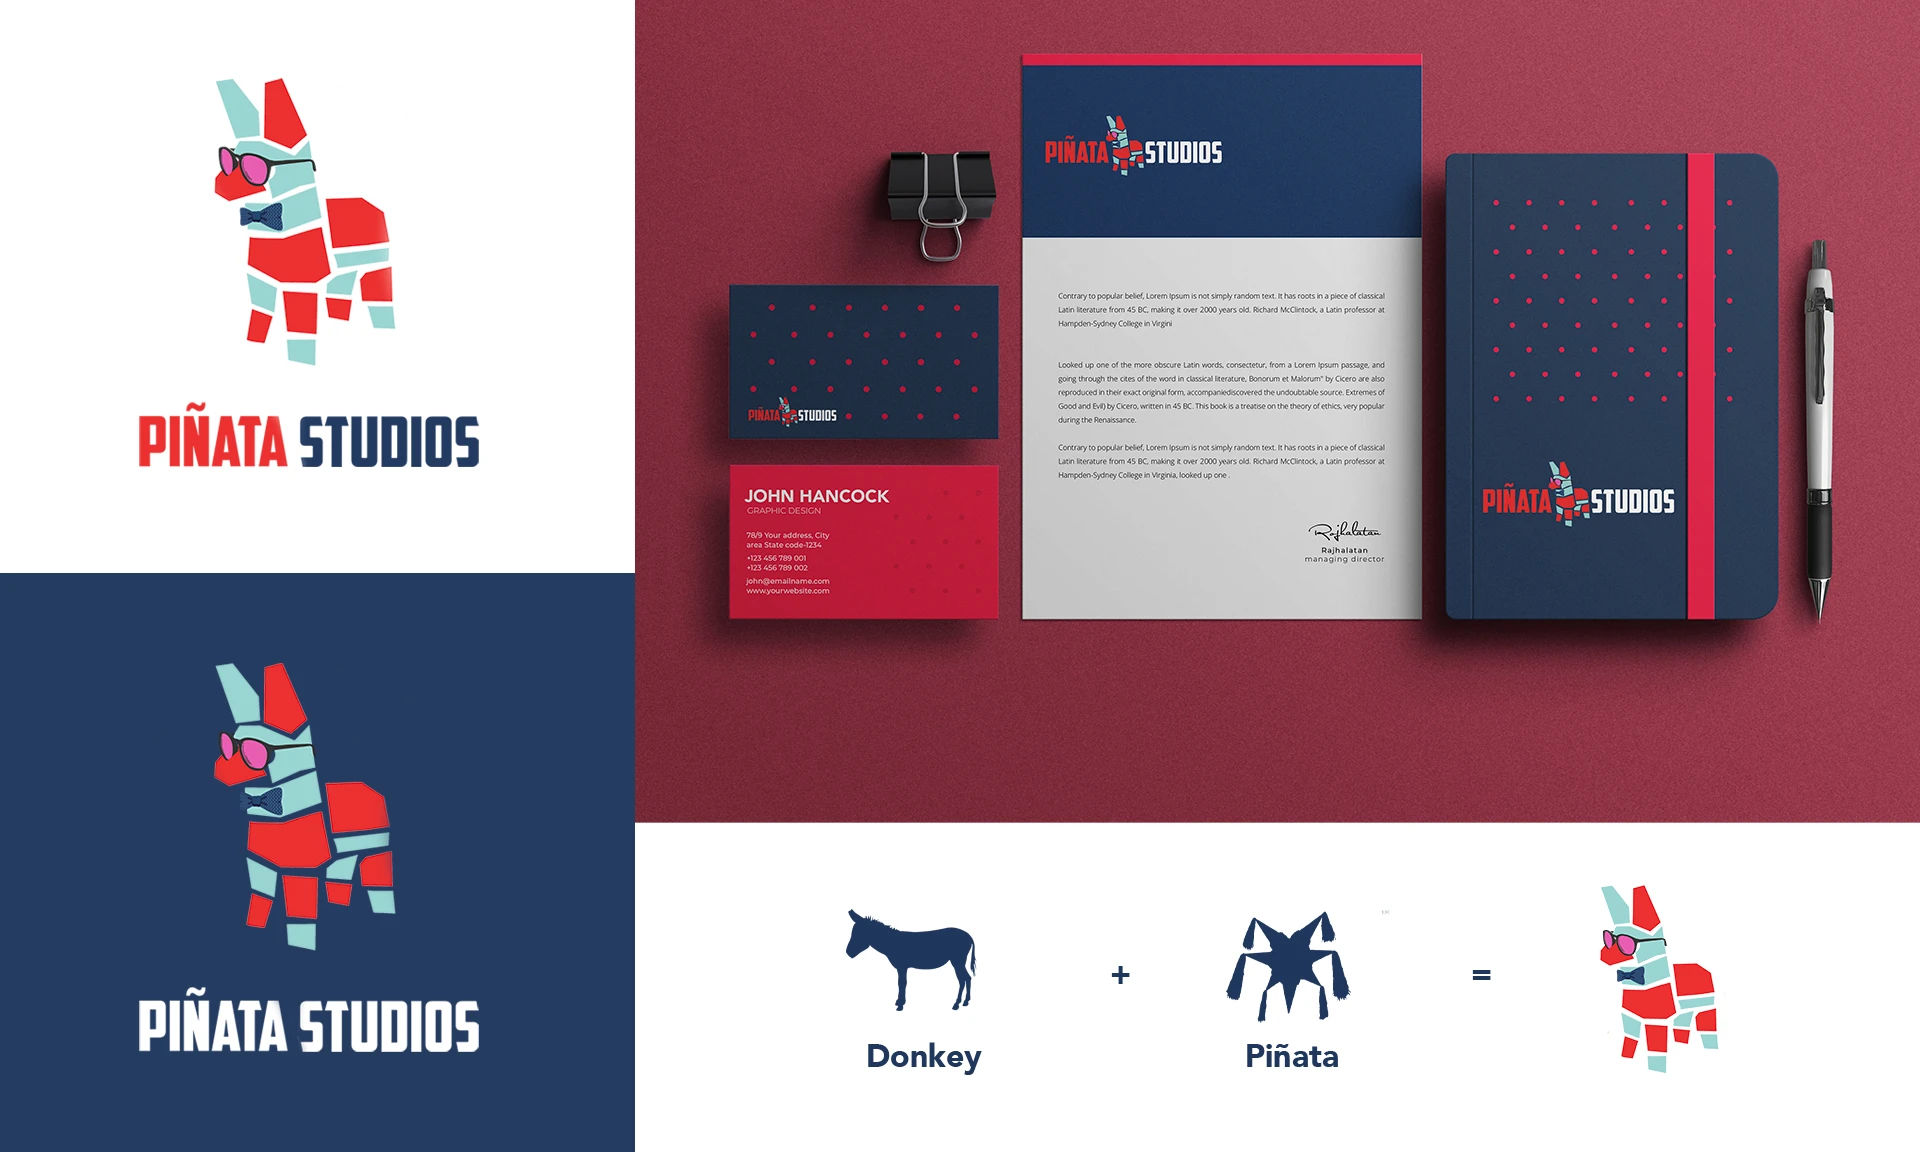 PIÑATA STUDIOS
PIÑATA STUDIOS
PIÑATA STUDIOS
Contrary to popular belief, Lorem Ipsum is not simply random text. It has roots in a piece of classical
Latin literature from 45 BC, making it over 2000 years old. Richard McClintock, a Latin professor at
Hampden-Sydney College in Virgini
Looked up one of the more obscure Latin words, consectetur, from a Lorem Ipsum passage, and
going through the cites of the word in classical literature, Bonorum et Malorum" by Cicero are also
reproduced in their exact original form, accompaniediscovered the undoubtable source. Extremes of
Good and Evil) by Cicero, written in 45 BC. This book is a treatise on the theory of ethics, very popular
during the Renaissance.
Contrary to popular belief, Lorem Ipsum is not simply random text. It has roots in a piece of classical
Latin literature from 45 BC, making it over 2000 years old. Richard McClintock, a Latin professor at
Hampden-Sydney College in Virginia, looked up one .
Rajhalatan
Rajhalatan
managing director
PIÑATA STUDIOS
JOHN HANCOCK
GRAPHIC DESIGN
78/9 Your address, City
area State code-1234
+123 456 789 001
+123 456 789 002
john@emailname.com
www.yourwebsite.com
PIÑATA STUDIOS
Donkey
+
Piñata
=